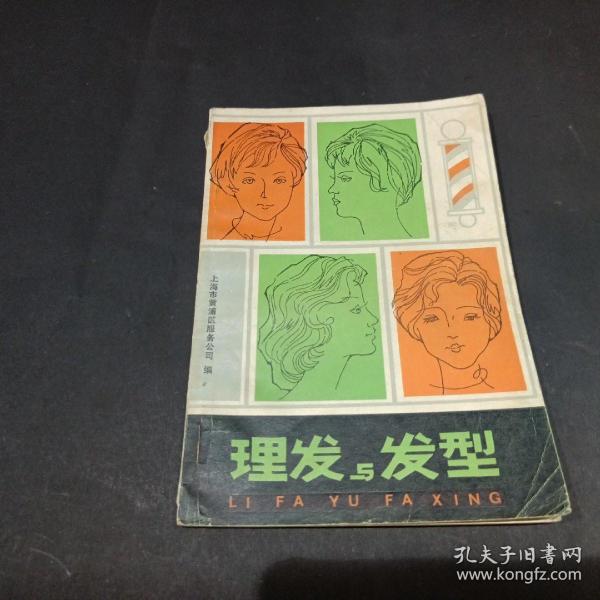 上海市黄浦区服务公司 编
理发与发型
LI FA YU FA XING
孔夫子旧書网
www.kongfz.com